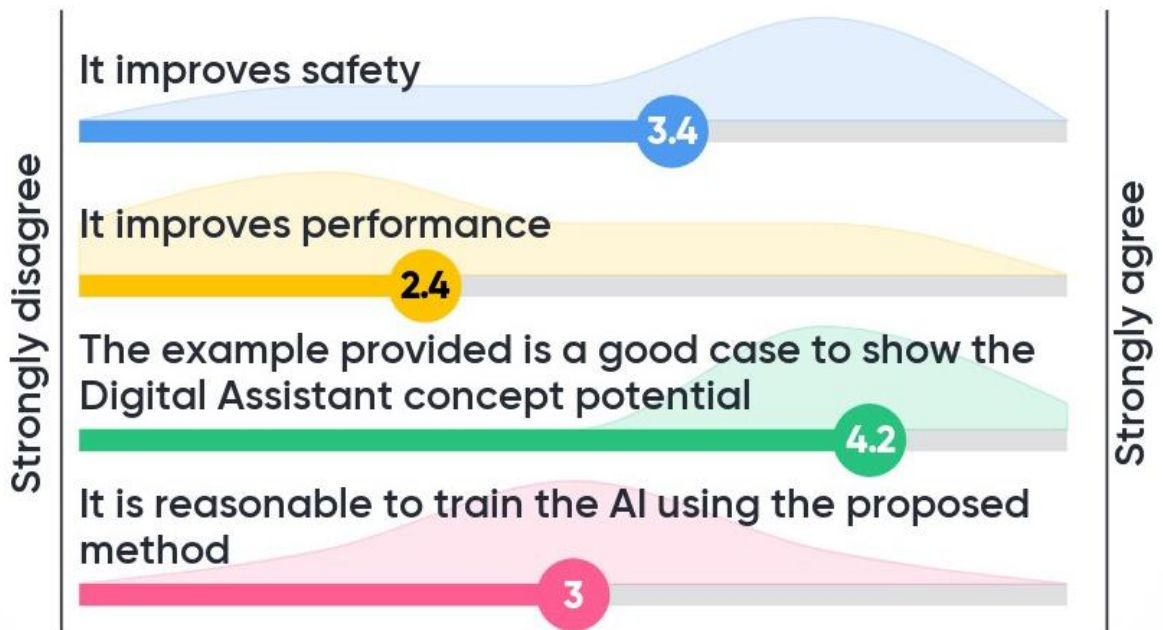 Strongly disagree
It improves safety
3.4
It improves performance
2.4
The example provided is a good case to show the
Digital Assistant concept potential
4.2
It is reasonable to train the AI using the proposed
method
3
Strongly agree